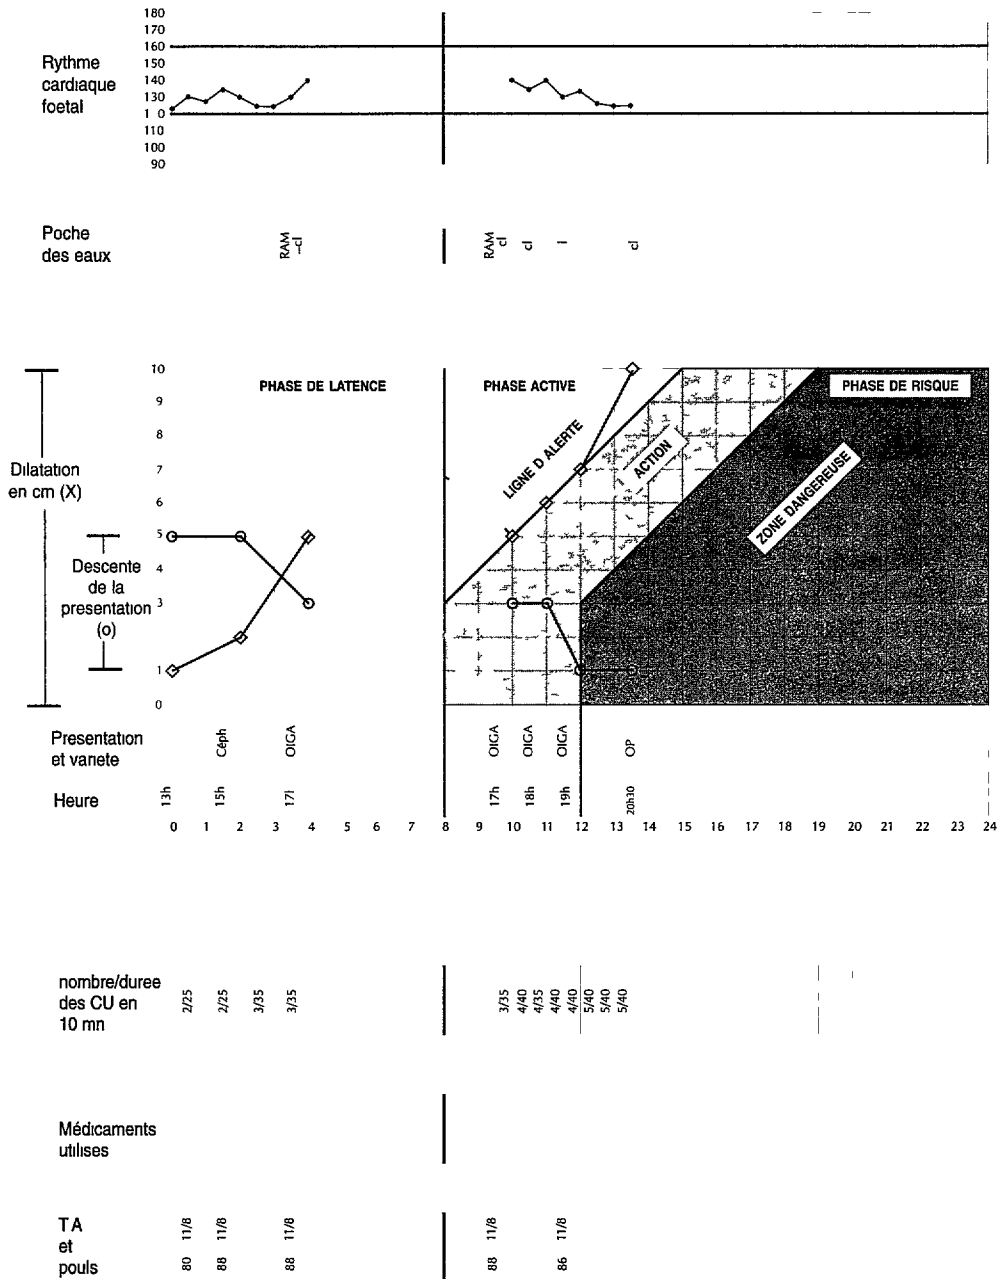 180
170
160
150
140
130
1 0
110
100
90
Rythme
cardiaque
foetal
Poche
des eaux
RAM
cl
RAM
cl
cl
l
cl
10
9
8
7
6
5
4
3
1
0
PHASE DE LATENCE
PHASE ACTIVE
PHASE DE RISQUE
LIGNE D ALERTE
ACTION
ZONE DANGEREUSE
Dilatation
en cm (X)
Descente
de la
presentation
(o)
Presentation
et variete
Céph
OIGA
OIGA
OIGA
OIGA
OP
Heure
13h
15h
17l
17h
18h
19h
20h30
0 1 2 3 4 5 6 7 8 9 10 11 12 13 14 15 16 17 18 19 20 21 22 23 24
nombre/duree
des CU en
10 mn
2/25
2/25
3/35
3/35
3/35
4/40
4/35
4/40
4/40
5/40
5/40
5/40
Médicaments
utilises
TA
et
pouls
11/8
11/8
11/8
11/8
11/8
80
88
88
88
86